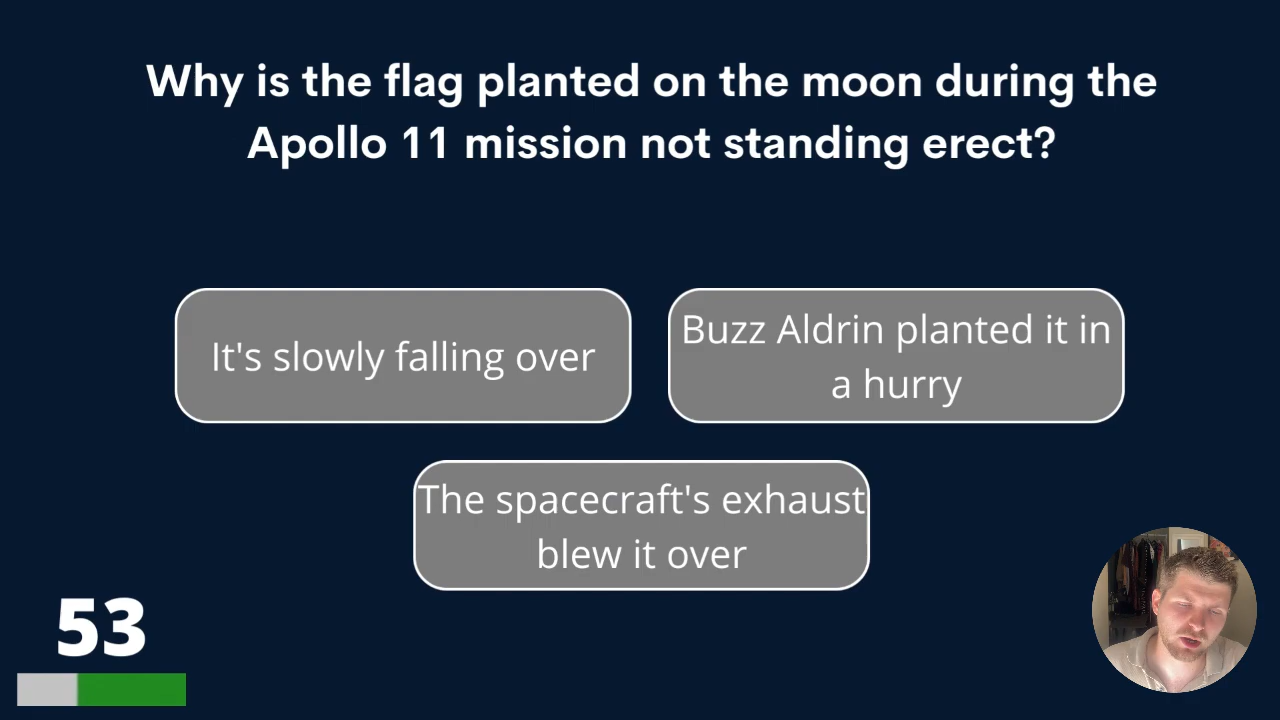 Why is the flag planted on the moon during the
Apollo 11 mission not standing erect?
It's slowly falling over
Buzz Aldrin planted it in
a hurry
The spacecraft's exhaust
blew it over
53